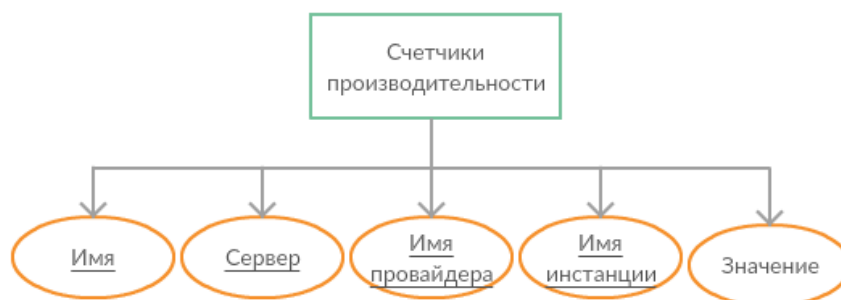 Счетчики
производительности
Имя
Сервер
Имя
провайдера
Имя
инстанции
Значение